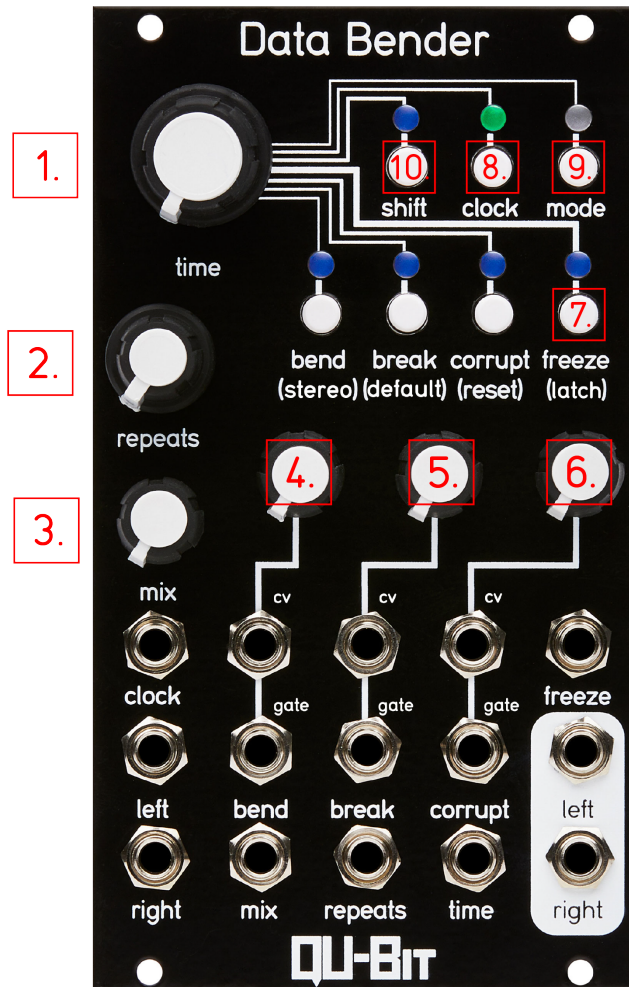 Data Bender
1.
10.
8.
9.
shift
clock
mode
time
7.
2.
bend
break
corrupt
freeze
(stereo)
(default)
(reset)
(latch)
repeats
4.
5.
6.
3.
mix
cv
cv
cv
clock
freeze
gate
gate
gate
left
bend
break
corrupt
left
right
mix
repeats
time
right
QU-BIT